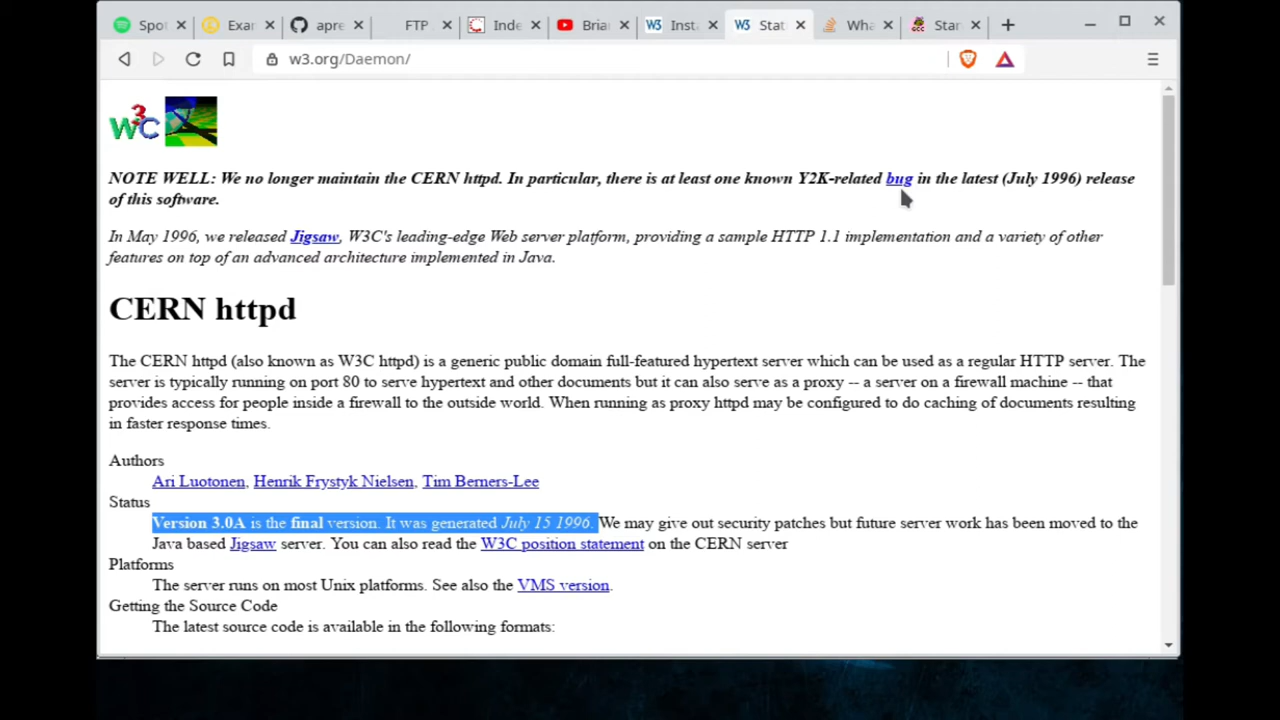 Spot
Exar
apre
FTP
Inde
Briar
Insta
Stat
Wha
Star
w3.org/Daemon/
W3C
NOTE WELL: We no longer maintain the CERN httpd. In particular, there is at least one known Y2K-related bug in the latest (July 1996) release
of this software.
In May 1996, we released Jigsaw, W3C's leading-edge Web server platform, providing a sample HTTP 1.1 implementation and a variety of other
features on top of an advanced architecture implemented in Java.
CERN httpd
The CERN httpd (also known as W3C httpd) is a generic public domain full-featured hypertext server which can be used as a regular HTTP server. The
server is typically running on port 80 to serve hypertext and other documents but it can also serve as a proxy -- a server on a firewall machine -- that
provides access for people inside a firewall to the outside world. When running as proxy httpd may be configured to do caching of documents resulting
in faster response times.
Authors
Ari Luotonen, Henrik Frystyk Nielsen, Tim Berners-Lee
Status
Version 3.0A is the final version. It was generated July 15 1996. We may give out security patches but future server work has been moved to the
Java based Jigsaw server. You can also read the W3C position statement on the CERN server
Platforms
The server runs on most Unix platforms. See also the VMS version.
Getting the Source Code
The latest source code is available in the following formats: